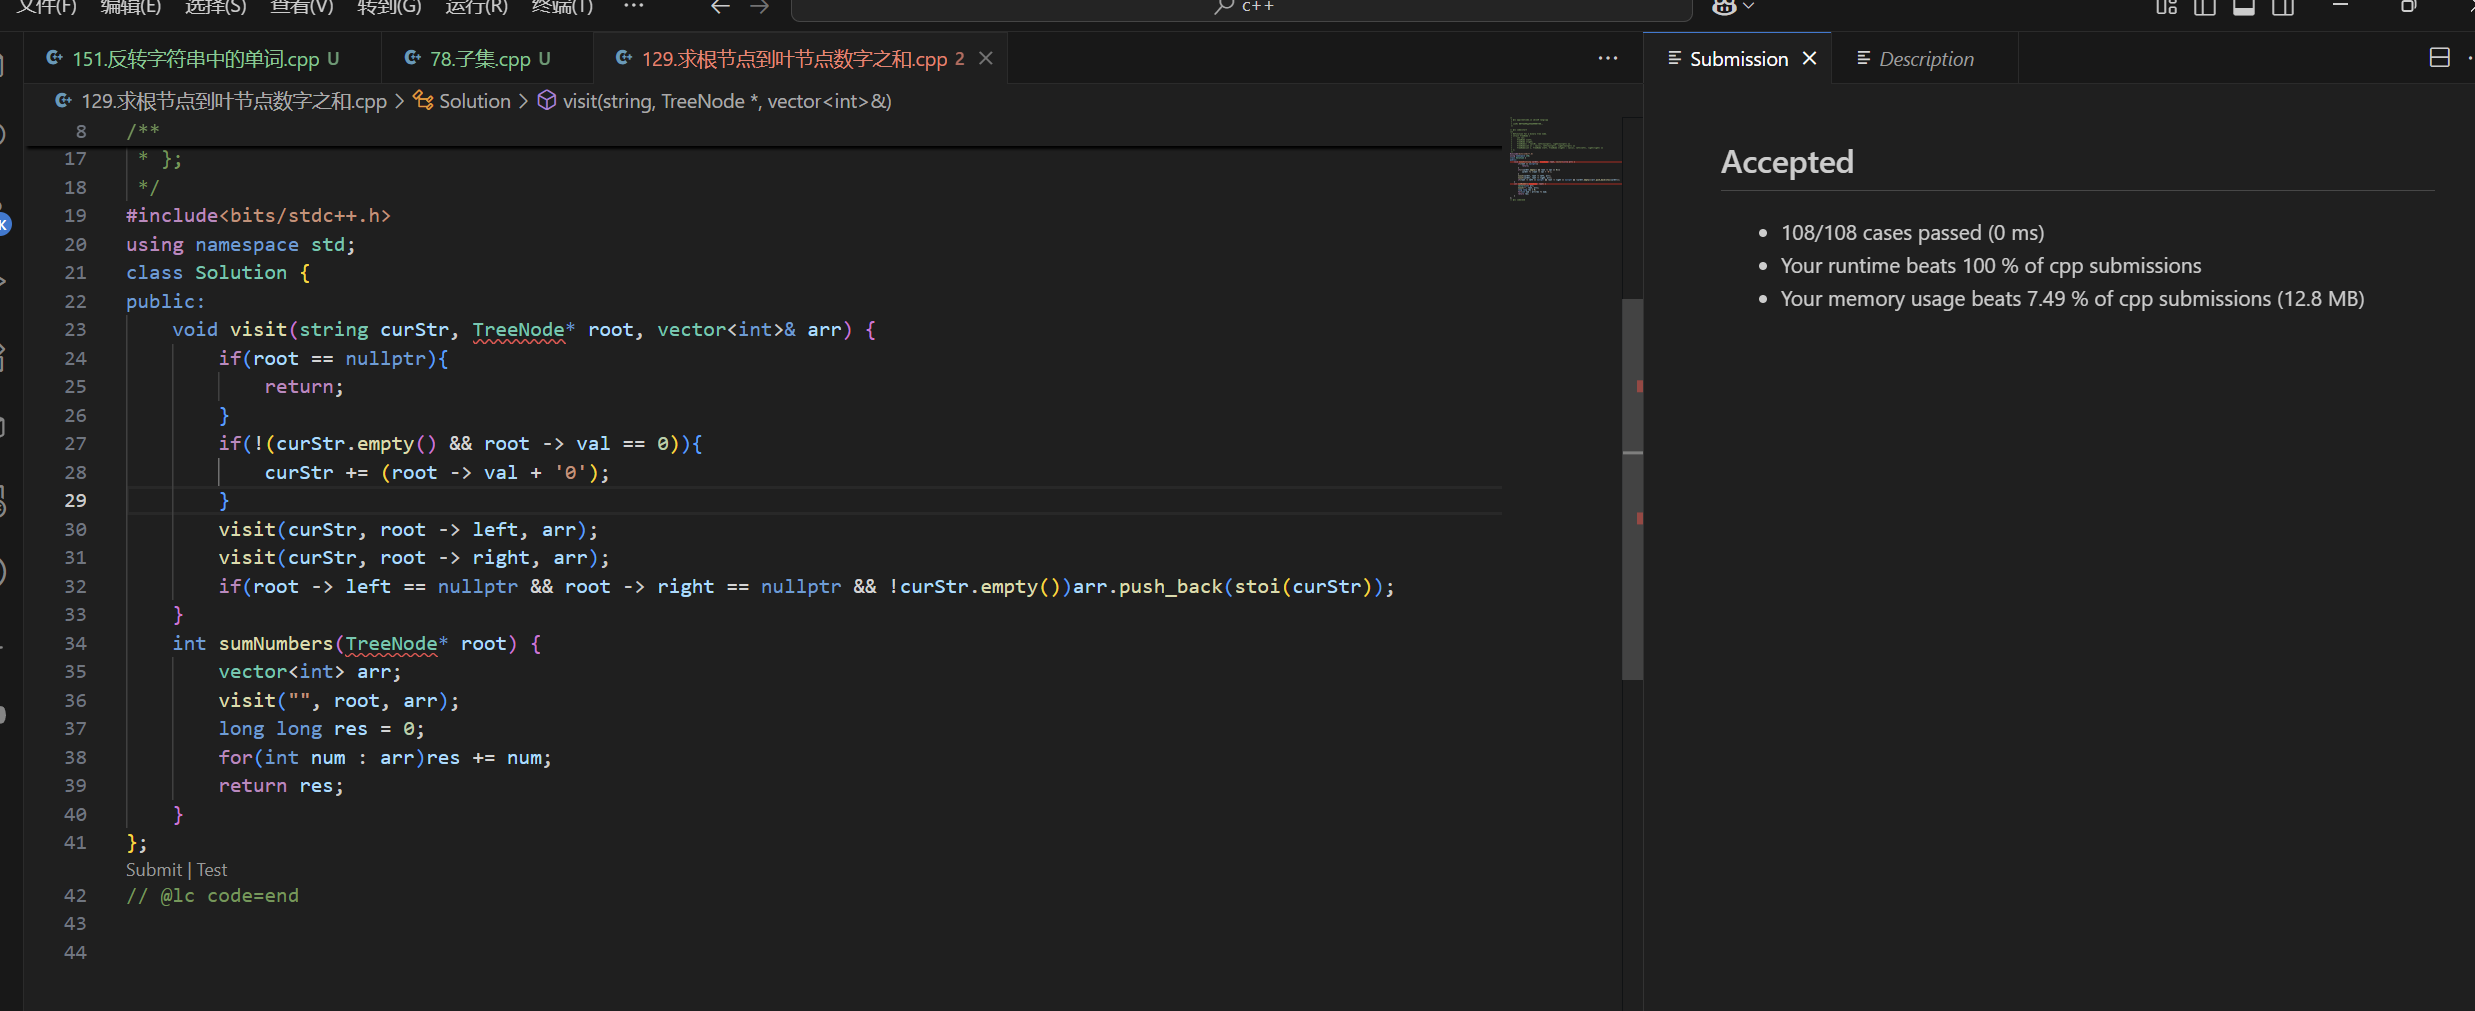 文件(F) 编辑(E) 选择(S) 查看(V) 转到(G) 运行(R) 终端(T) ··· ← → c++
151.反转字符串中的单词.cpp U 78.子集.cpp U 129.求根节点到叶节点数字之和.cpp 2 ··· Submission Description
129.求根节点到叶节点数字之和.cpp > Solution > visit(string, TreeNode *, vector<int>&)
8 /**
17 * };
18 */
19 #include<bits/stdc++.h>
20 using namespace std;
21 class Solution {
22 public:
23 void visit(string curStr, TreeNode* root, vector<int>& arr) {
24 if(root == nullptr){
25 return;
26 }
27 if(!(curStr.empty() && root -> val == 0)){
28 curStr += (root -> val + '0');
29 }
30 visit(curStr, root -> left, arr);
31 visit(curStr, root -> right, arr);
32 if(root -> left == nullptr && root -> right == nullptr && !curStr.empty())arr.push_back(stoi(curStr));
33 }
34 int sumNumbers(TreeNode* root) {
35 vector<int> arr;
36 visit("", root, arr);
37 long long res = 0;
38 for(int num : arr)res += num;
39 return res;
40 }
41 };
Submit | Test
42 // @lc code=end
43
44
Accepted
• 108/108 cases passed (0 ms)
• Your runtime beats 100 % of cpp submissions
• Your memory usage beats 7.49 % of cpp submissions (12.8 MB)